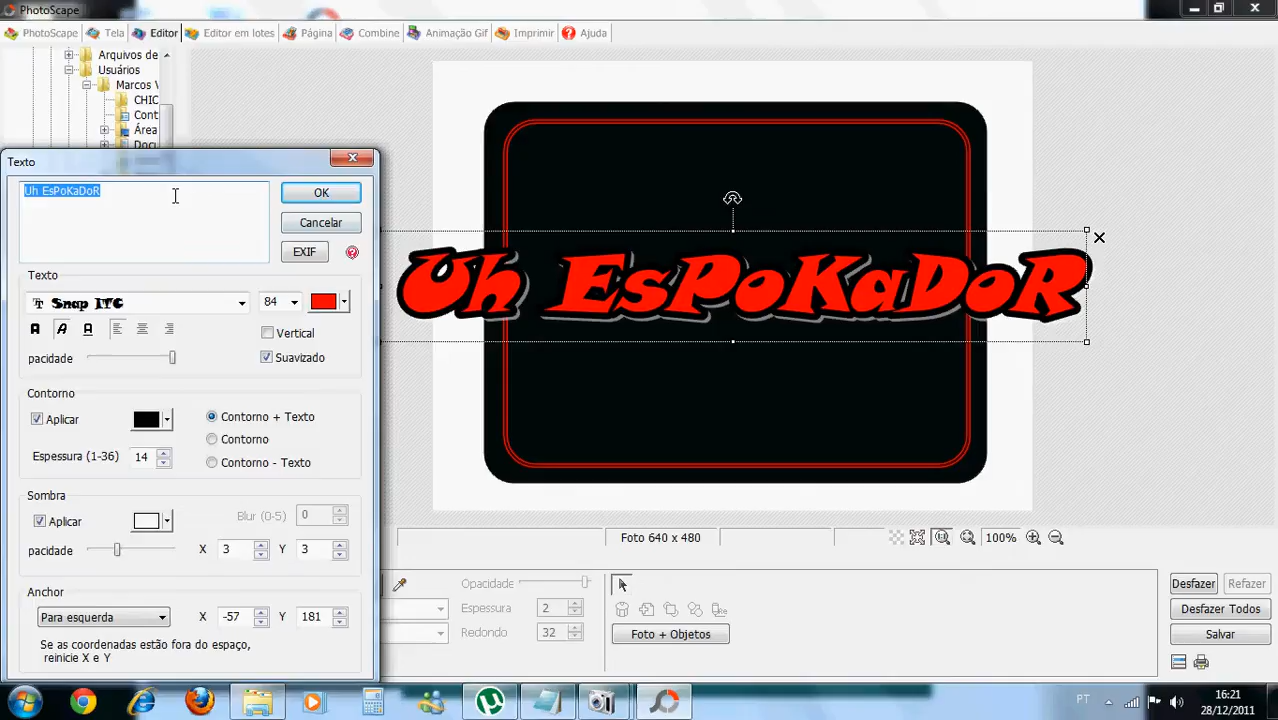 PhotoScape
PhotoScape Tela Editor Editor em lotes Página Combine Animação Gif Imprimir Ajuda
Arquivos de
Usuários
Marcos V
CHIC
Cont
Área
Docu
Texto
Uh EsPoKaDoR
OK
Cancelar
EXIF
Uh EsPoKaDoR
Texto
Snap ITC 84
A A A Vertical
pacidade Suavizado
Contorno
Aplicar Contorno + Texto
Contorno
Espessura (1-36) 14 Contorno - Texto
Sombra
Aplicar Blur (0-5) 0
pacidade X 3 Y 3
Anchor
Para esquerda X -57 Y 181
Se as coordenadas estão fora do espaço,
reinicie X e Y
Foto 640 x 480 100%
Opacidade
Espessura 2
Redondo 32
Foto + Objetos
Desfazer Refazer
Desfazer Todos
Salvar
PT 16:21
28/12/2011